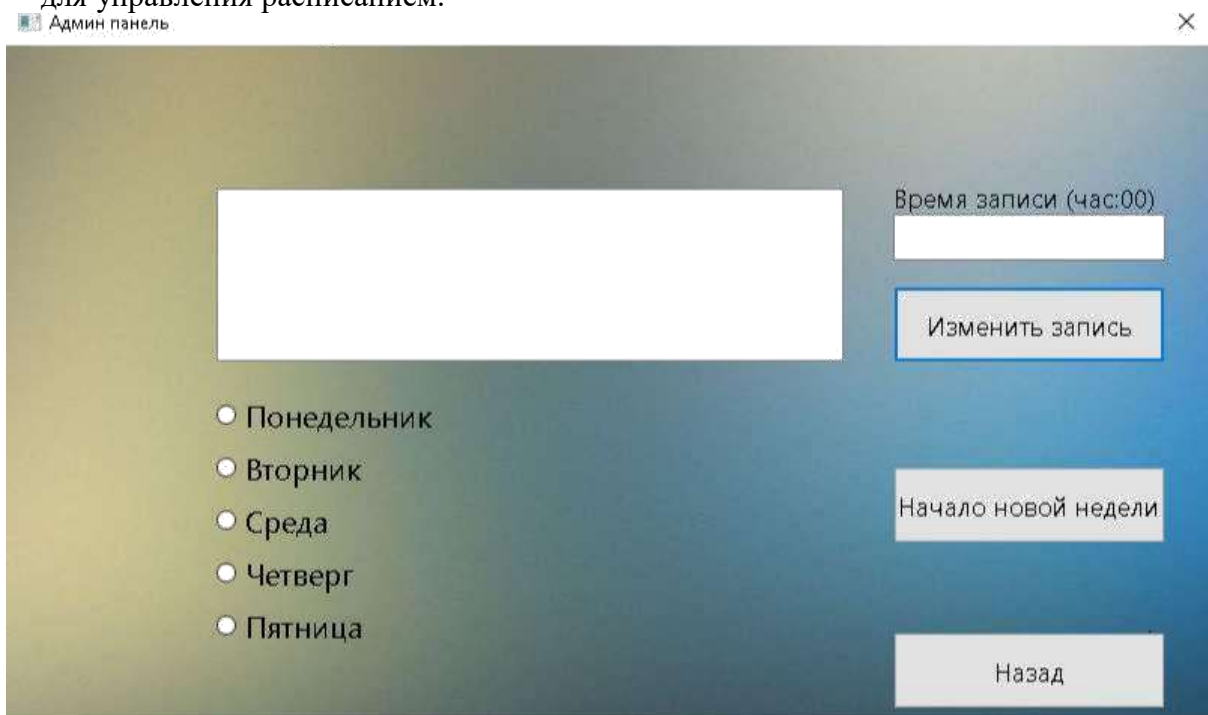 для управления расписанием.
Админ панель
Время записи (час:00)
Изменить запись
Понедельник
Вторник
Среда
Четверг
Пятница
Начало новой недели
Назад